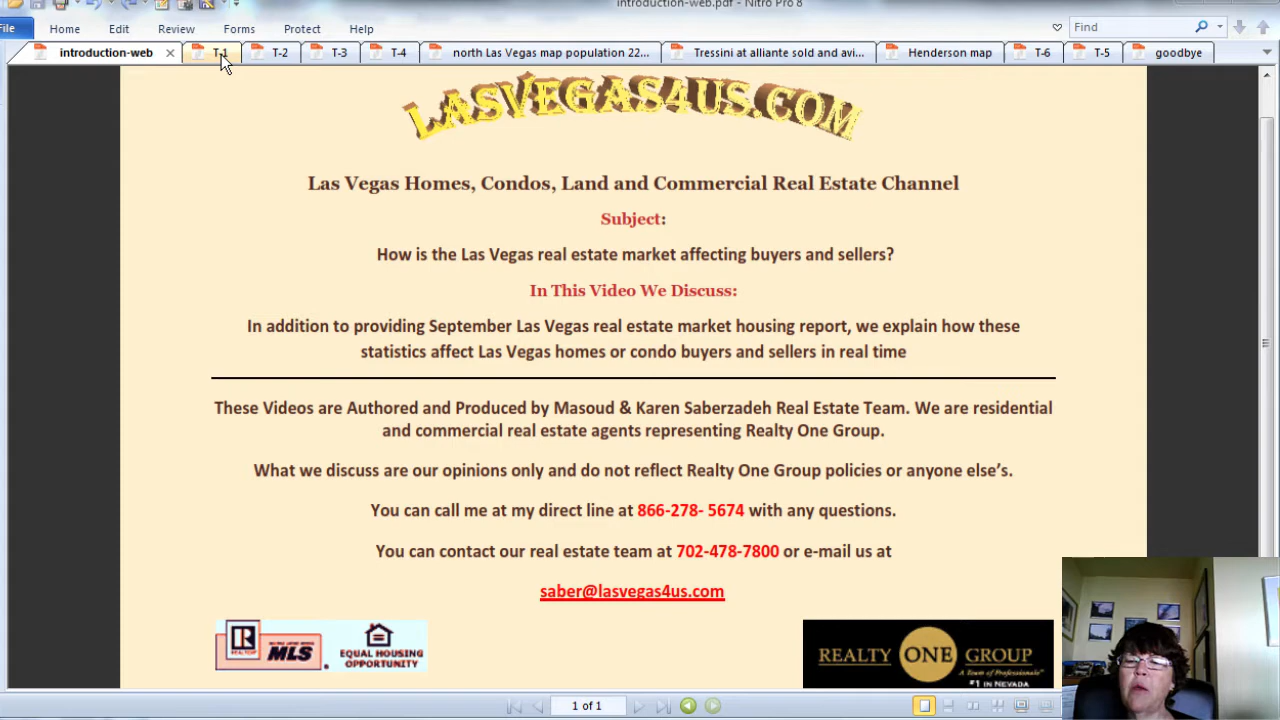 introduction-web.pdf - Nitro Pro 8
File Home Edit Review Forms Protect Help Find
introduction-web T-1 T-2 T-3 T-4 north Las Vegas map population 22... Tressini at alliante sold and avi... Henderson map T-6 T-5 goodbye
LASVEGAS4US.COM
Las Vegas Homes, Condos, Land and Commercial Real Estate Channel
Subject:
How is the Las Vegas real estate market affecting buyers and sellers?
In This Video We Discuss:
In addition to providing September Las Vegas real estate market housing report, we explain how these
statistics affect Las Vegas homes or condo buyers and sellers in real time
These Videos are Authored and Produced by Masoud & Karen Saberzadeh Real Estate Team. We are residential
and commercial real estate agents representing Realty One Group.
What we discuss are our opinions only and do not reflect Realty One Group policies or anyone else's.
You can call me at my direct line at 866-278- 5674 with any questions.
You can contact our real estate team at 702-478-7800 or e-mail us at
saber@lasvegas4us.com
R MLS
REALTOR
EQUAL HOUSING
OPPORTUNITY
REALTY ONE GROUP
A Team of Professionals
#1 IN NEVADA
1 of 1